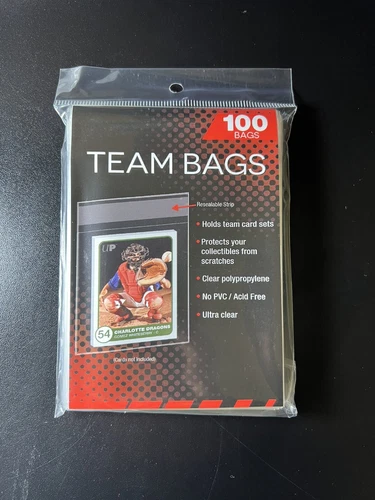 100
BAGS
TEAM BAGS
Resealable Strip
• Holds team card sets
• Protects your
collectibles from
scratches
• Clear polypropylene
• No PVC / Acid Free
• Ultra clear
UP
54
CHARLOTTE DRAGONS
(Cards not included)